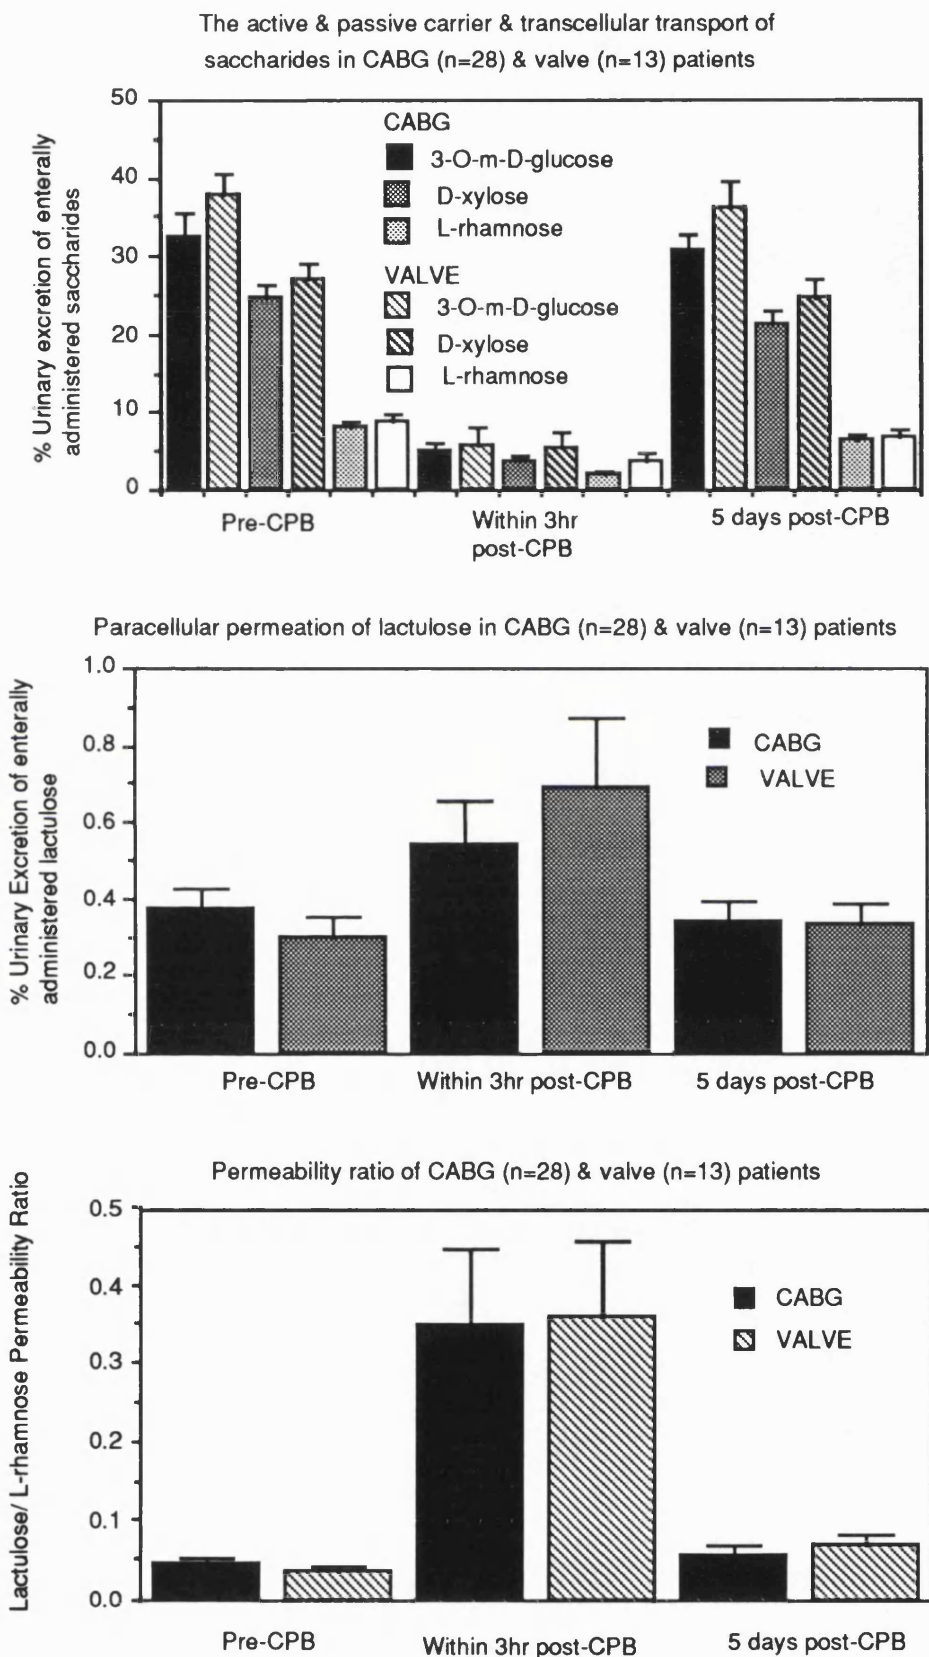 The active & passive carrier & transcellular transport of
saccharides in CABG (n=28) & valve (n=13) patients
% Urinary excretion of enterally
administered saccharides
50
40
30
20
10
0
CABG
3-O-m-D-glucose
D-xylose
L-rhamnose
VALVE
3-O-m-D-glucose
D-xylose
L-rhamnose
Pre-CPB
Within 3hr
post-CPB
5 days post-CPB
Paracellular permeation of lactulose in CABG (n=28) & valve (n=13) patients
% Urinary Excretion of enterally
administered lactulose
1.0
0.8
0.6
0.4
0.2
0.0
CABG
VALVE
Pre-CPB
Within 3hr post-CPB
5 days post-CPB
Permeability ratio of CABG (n=28) & valve (n=13) patients
Lactulose/ L-rhamnose Permeability Ratio
0.5
0.4
0.3
0.2
0.1
0.0
CABG
VALVE
Pre-CPB
Within 3hr post-CPB
5 days post-CPB